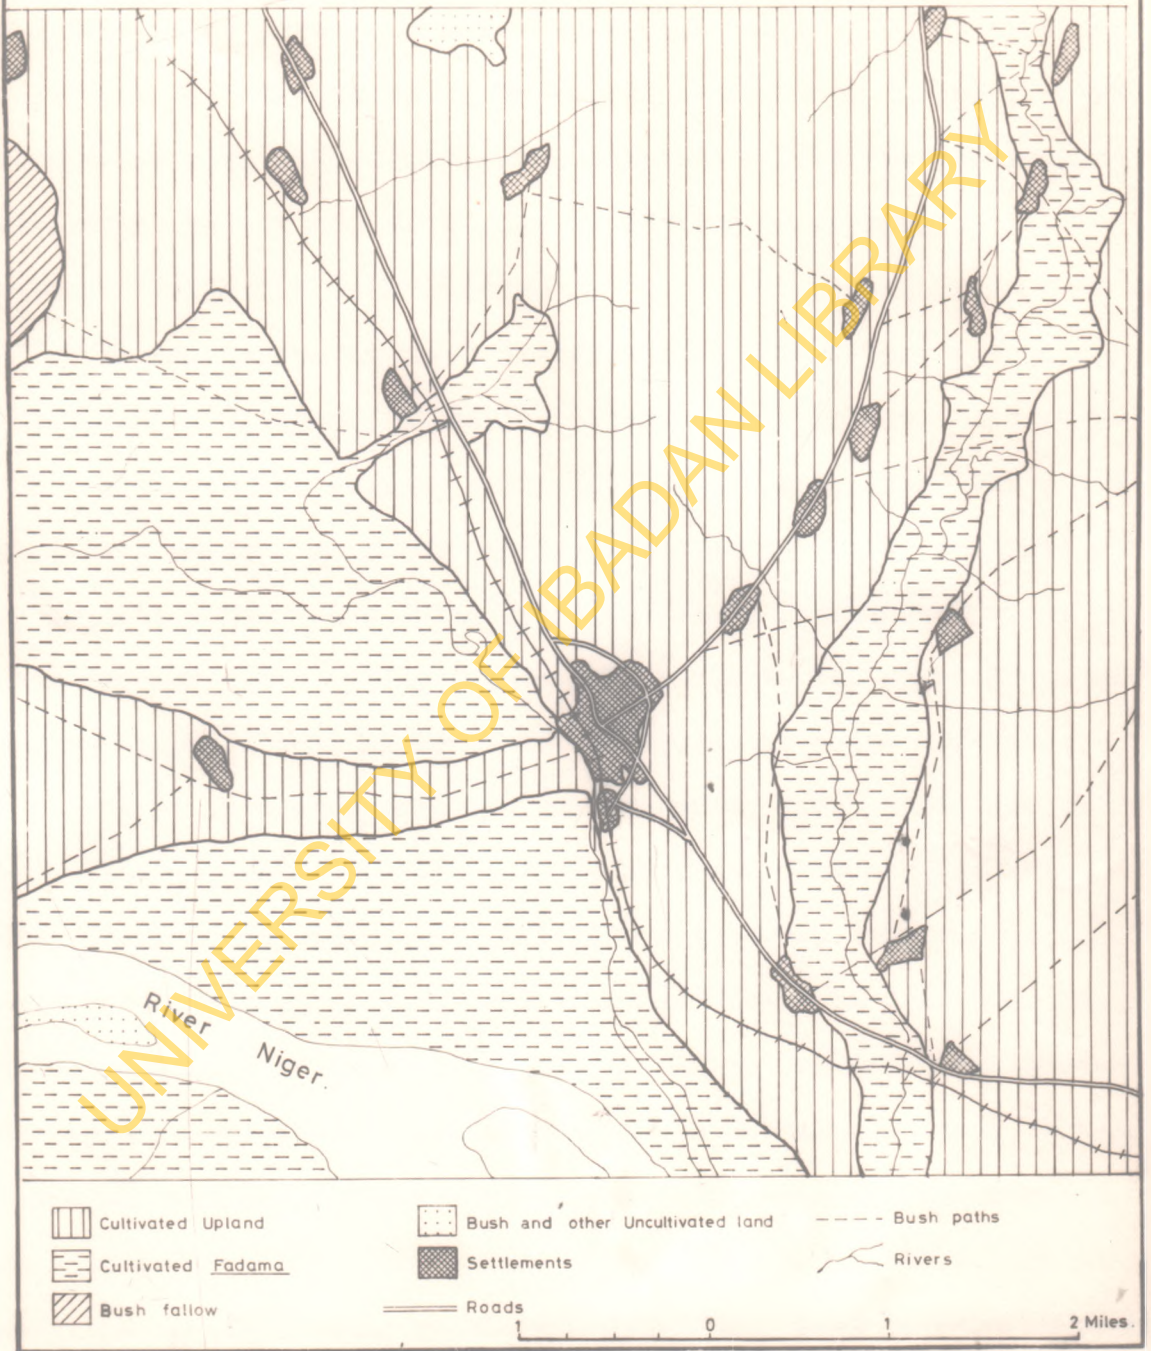 UNIVERSITY OF IBADAN LIBRARY
River
Niger.
Cultivated Upland
Cultivated Fadama
Bush fallow
Bush and other Uncultivated land
Settlements
Roads
Bush paths
Rivers
1 0 1 2 Miles.